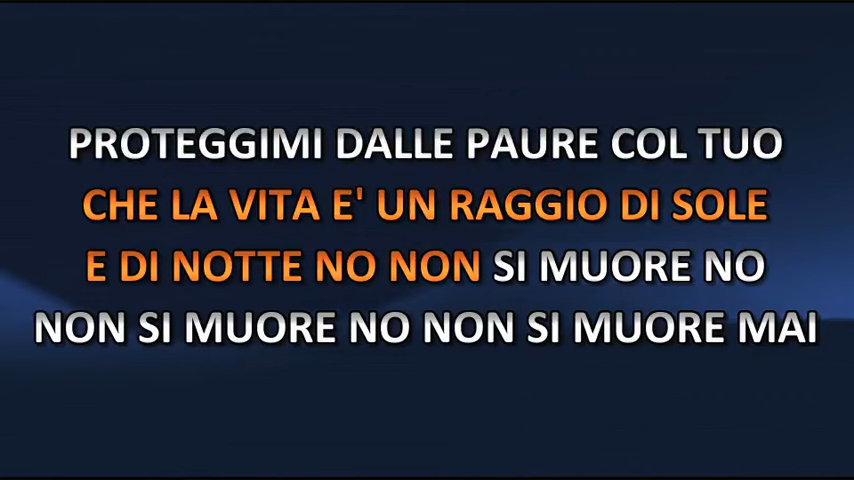 PROTEGGIMI DALLE PAURE COL TUO
CHE LA VITA E' UN RAGGIO DI SOLE
E DI NOTTE NO NON SI MUORE NO
NON SI MUORE NO NON SI MUORE MAI